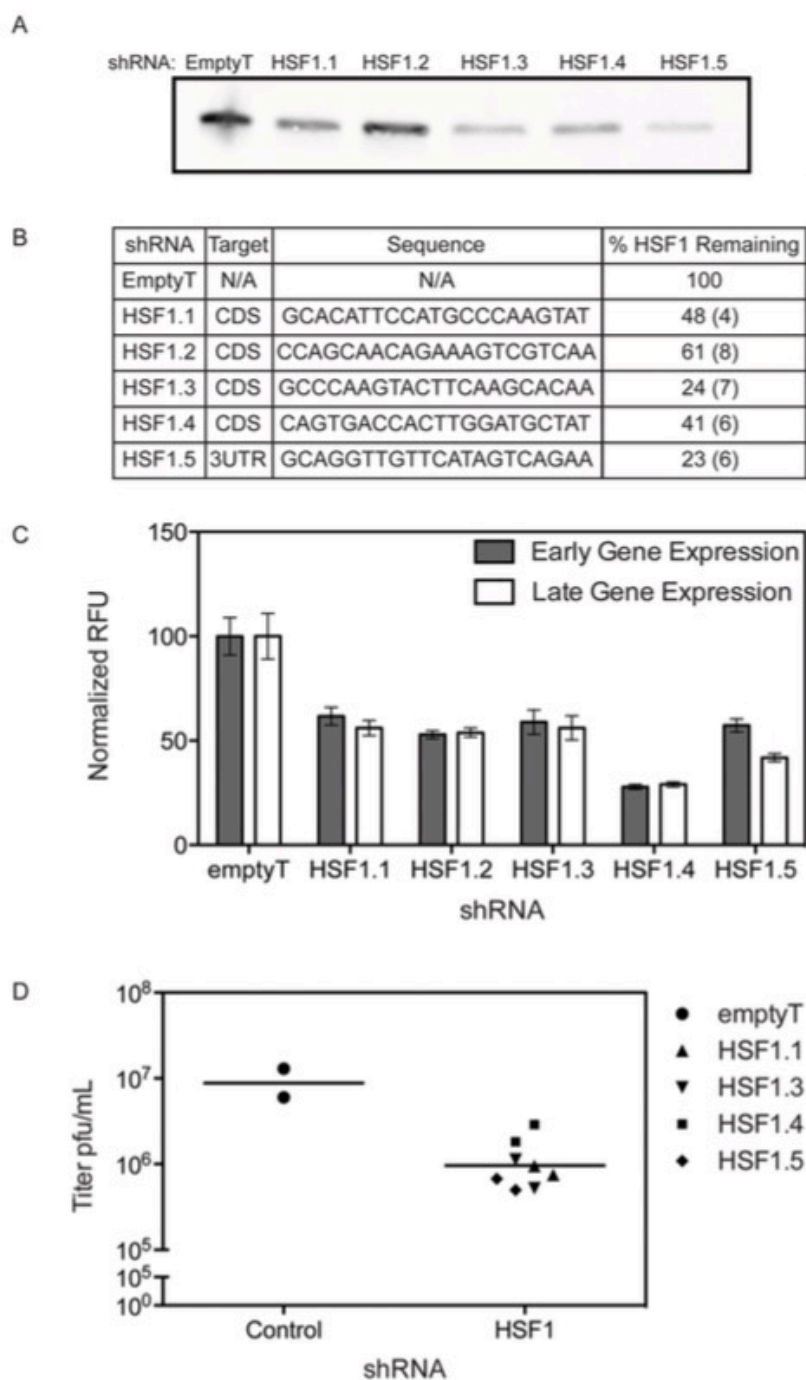 A
shRNA: EmptyT HSF1.1 HSF1.2 HSF1.3 HSF1.4 HSF1.5
B
shRNA Target Sequence % HSF1 Remaining
EmptyT N/A N/A 100
HSF1.1 CDS GCACATTCCATGCCCAAGTAT 48 (4)
HSF1.2 CDS CCAGCAACAGAAAGTCGTCAA 61 (8)
HSF1.3 CDS GCCCAAGTACTTCAAGCACAA 24 (7)
HSF1.4 CDS CAGTGACCACTTGGATGCTAT 41 (6)
HSF1.5 3UTR GCAGGTTGTTCATAGTCAGAA 23 (6)
C
Normalized RFU
150
100
50
0
Early Gene Expression
Late Gene Expression
emptyT HSF1.1 HSF1.2 HSF1.3 HSF1.4 HSF1.5
shRNA
D
Titer pfu/mL
10⁸
10⁷
10⁶
10⁵
10⁵
10⁰
emptyT
HSF1.1
HSF1.3
HSF1.4
HSF1.5
Control HSF1
shRNA